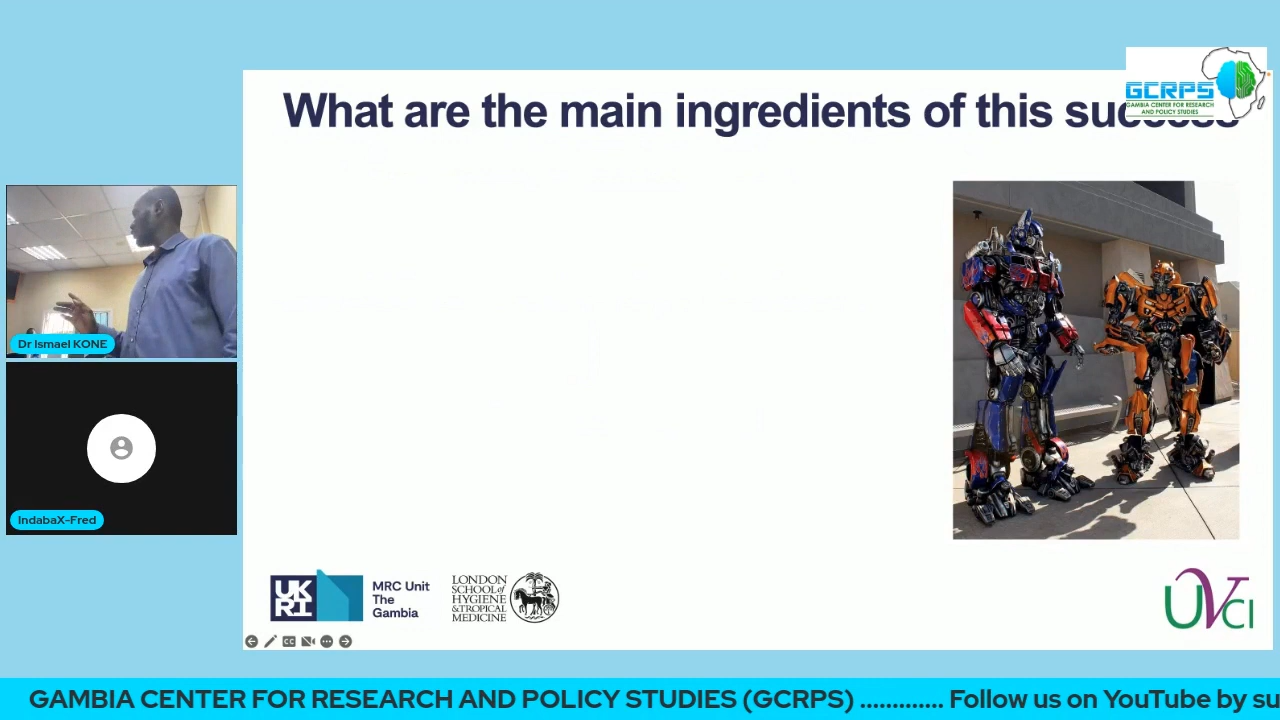 What are the main ingredients of this success
GCRPS
GAMBIA CENTER FOR RESEARCH
AND POLICY STUDIES
Dr Ismael KONE
IndabaX-Fred
UK
RI
MRC Unit
The
Gambia
LONDON
SCHOOL of
HYGIENE
& TROPICAL
MEDICINE
UVCI
CC
GAMBIA CENTER FOR RESEARCH AND POLICY STUDIES (GCRPS) ............. Follow us on YouTube by su